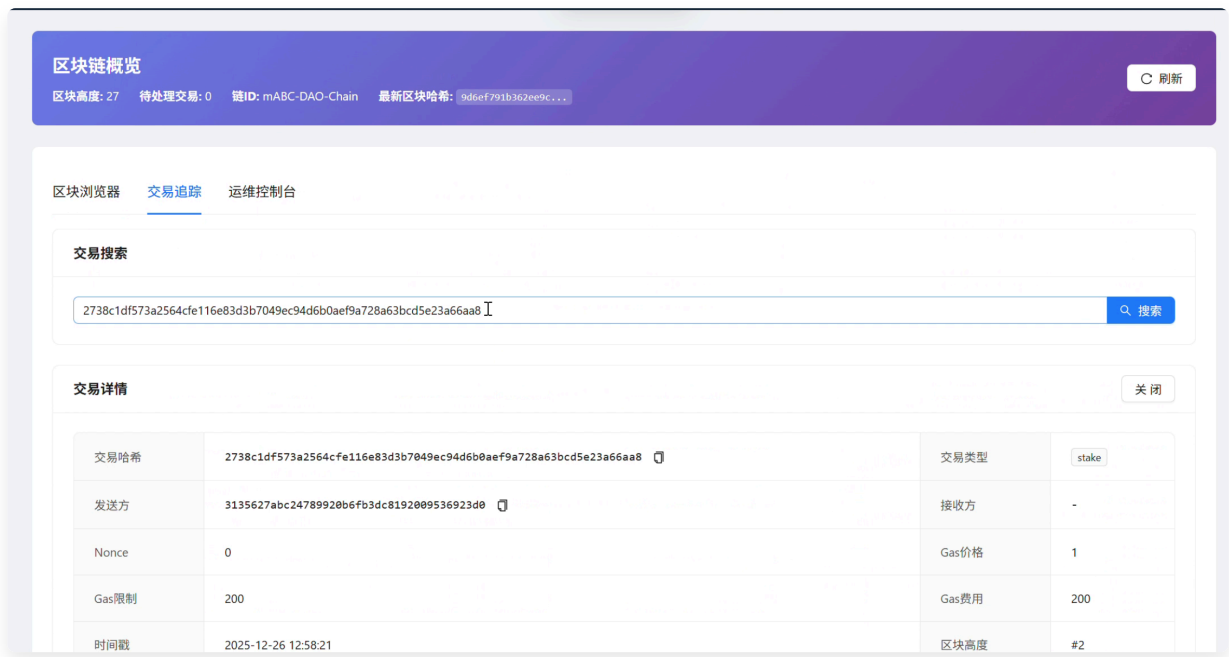 区块链概览
区块高度: 27 待处理交易: 0 链ID: mABC-DAO-Chain 最新区块哈希: 9d6ef791b362ee9c...
刷新
区块浏览器 交易追踪 运维控制台
交易搜索
2738c1df573a2564cfe116e83d3b7049ec94d6b0aef9a728a63bcd5e23a66aa8
搜索
交易详情
关 闭
交易哈希 2738c1df573a2564cfe116e83d3b7049ec94d6b0aef9a728a63bcd5e23a66aa8 交易类型 stake
发送方 3135627abc24789920b6fb3dc8192009536923d0 接收方 -
Nonce 0 Gas价格 1
Gas限制 200 Gas费用 200
时间戳 2025-12-26 12:58:21 区块高度 #2